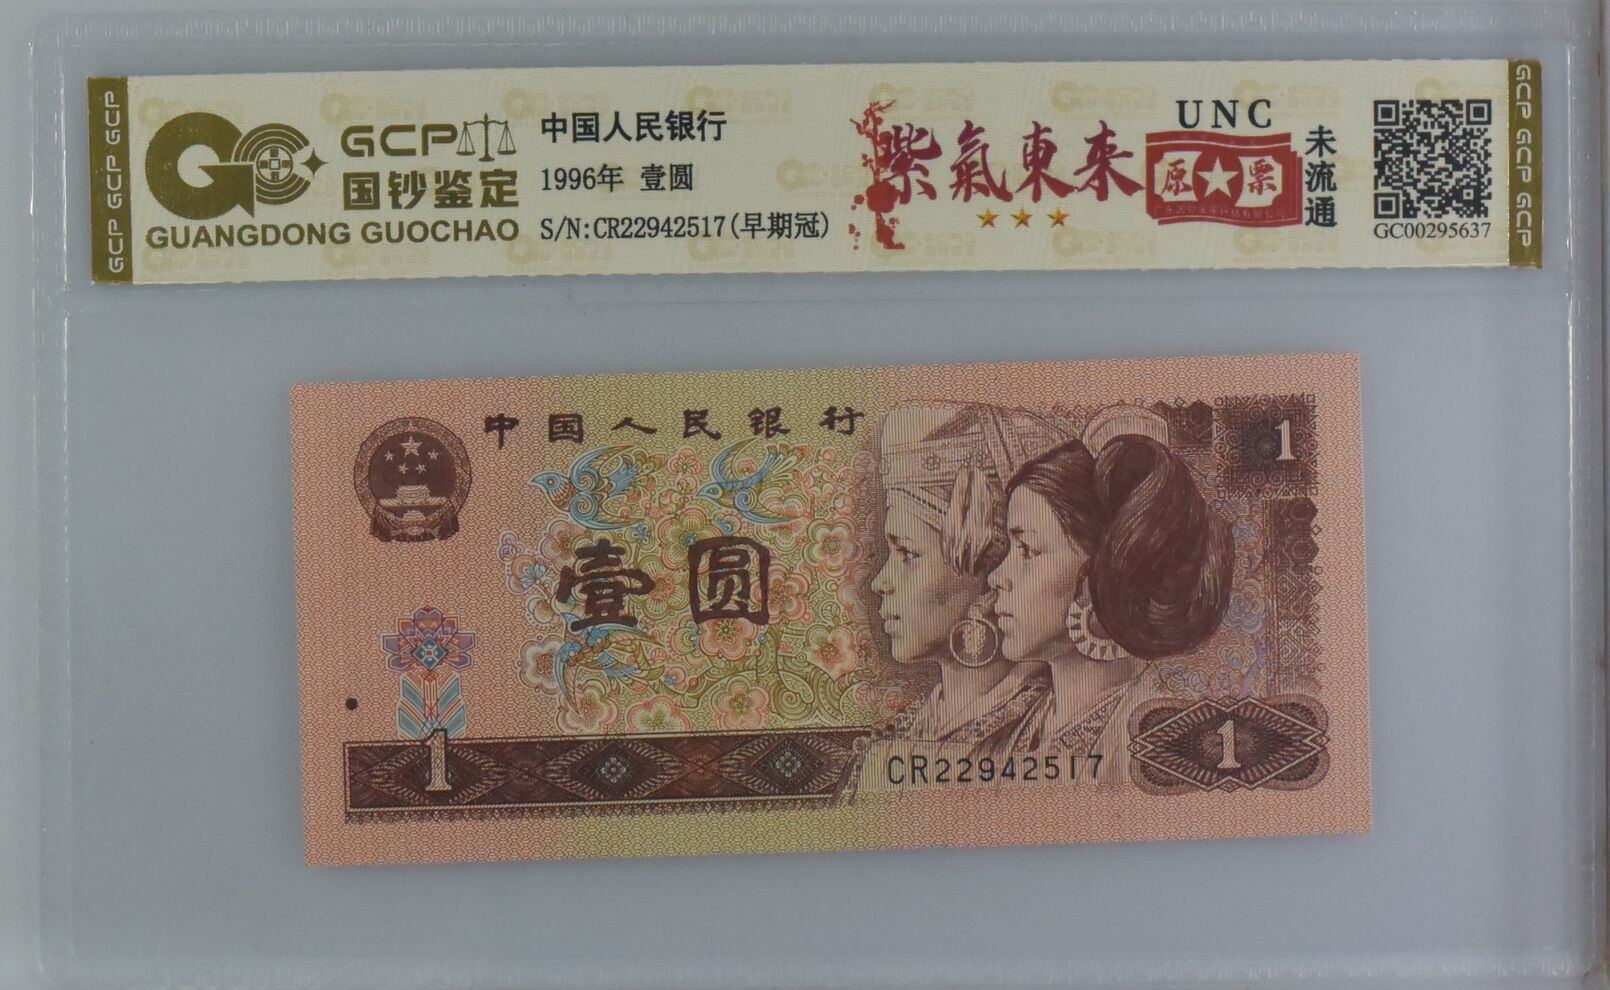 GCP GCP GCP
GCP
国钞鉴定
GUANGDONG GUOCHAO
中国人民银行
1996年 壹圆
S/N:CR22942517(早期冠)
紫氣東来
UNC
原 票
未流通
GC00295637
GCP GCP GCP
中国人民银行
1
壹圆
1
CR22942517
1